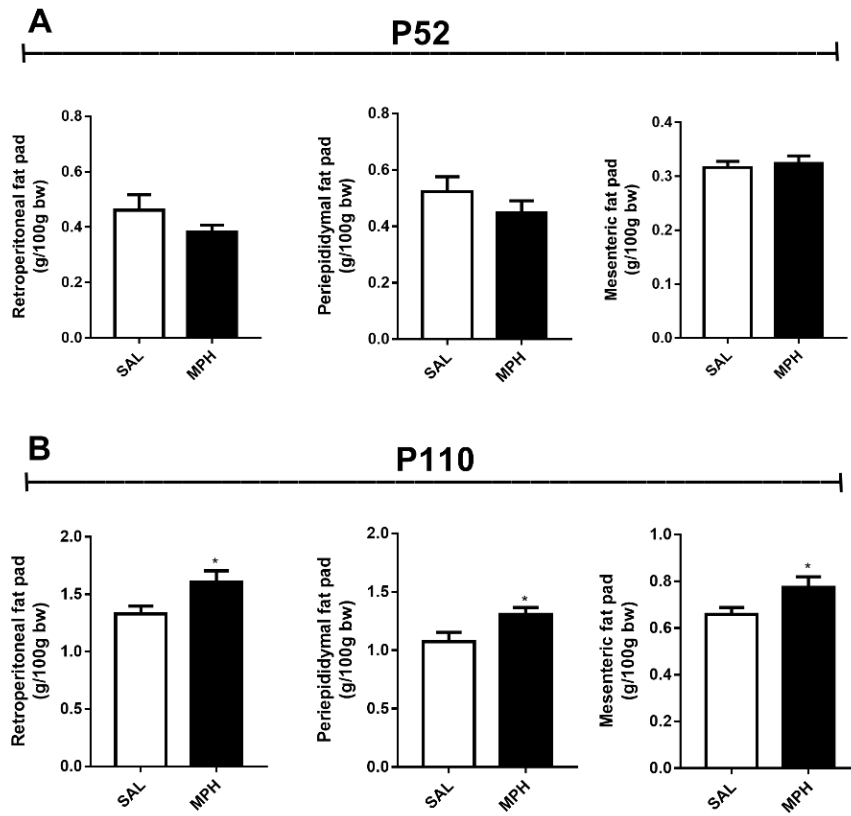 A
P52
Retroperitoneal fat pad
(g/100g bw)
0.8
0.6
0.4
0.2
0.0
SAL
MPH
Periepididymal fat pad
(g/100g bw)
0.8
0.6
0.4
0.2
0.0
SAL
MPH
Mesenteric fat pad
(g/100g bw)
0.4
0.3
0.2
0.1
0.0
SAL
MPH
B
P110
Retroperitoneal fat pad
(g/100g bw)
2.0
1.5
1.0
0.5
0.0
*
SAL
MPH
Periepididymal fat pad
(g/100g bw)
2.0
1.5
1.0
0.5
0.0
*
SAL
MPH
Mesenteric fat pad
(g/100g bw)
1.0
0.8
0.6
0.4
0.2
0.0
*
SAL
MPH